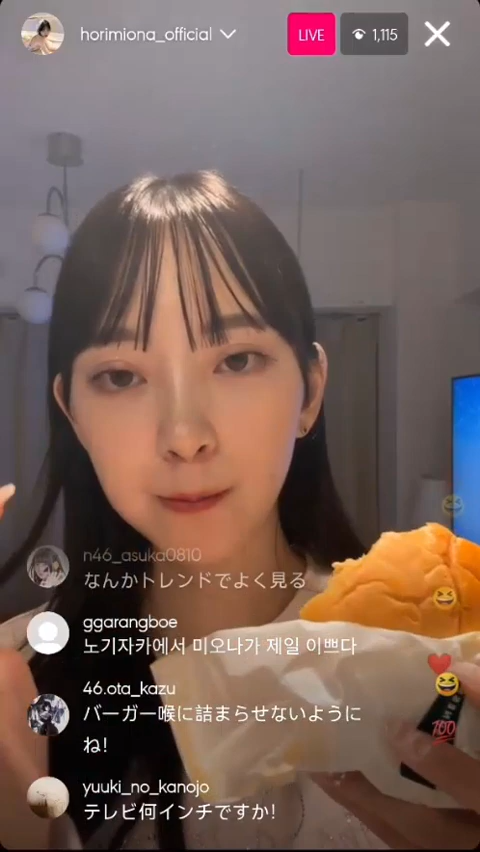 horimiona_official
LIVE
1,115
n46_asuka0810
なんかトレンドでよく見る
ggarangboe
노기자카에서 미오나가 제일 이쁘다
46.ota_kazu
バーガー喉に詰まらせないように
ね!
yuuki_no_kanojo
テレビ何インチですか!
100